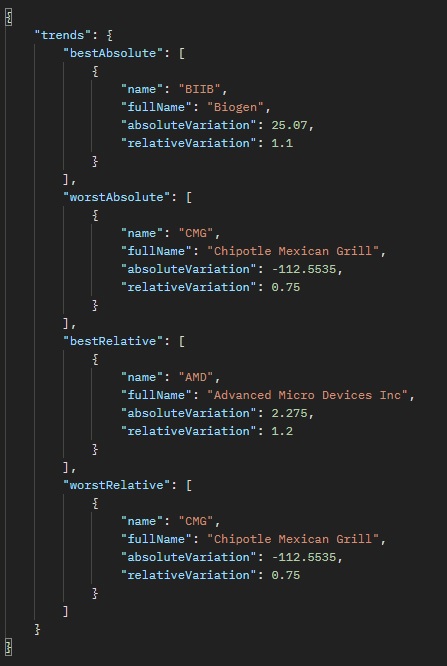 {
    "trends": {
        "bestAbsolute": [
            {
                "name": "BIIB",
                "fullName": "Biogen",
                "absoluteVariation": 25.07,
                "relativeVariation": 1.1
            }
        ],
        "worstAbsolute": [
            {
                "name": "CMG",
                "fullName": "Chipotle Mexican Grill",
                "absoluteVariation": -112.5535,
                "relativeVariation": 0.75
            }
        ],
        "bestRelative": [
            {
                "name": "AMD",
                "fullName": "Advanced Micro Devices Inc",
                "absoluteVariation": 2.275,
                "relativeVariation": 1.2
            }
        ],
        "worstRelative": [
            {
                "name": "CMG",
                "fullName": "Chipotle Mexican Grill",
                "absoluteVariation": -112.5535,
                "relativeVariation": 0.75
            }
        ]
    }
}